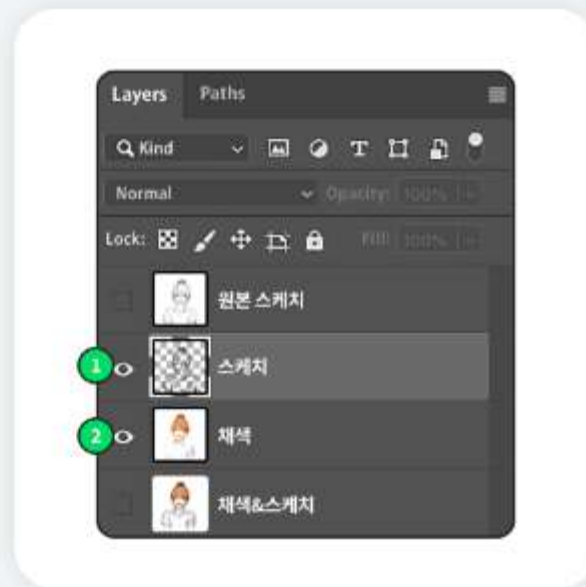 Layers Paths
Kind
Normal Opacity: 100%
Lock: Fill: 100%
원본 스케치
1 스케치
2 채색
채색&스케치